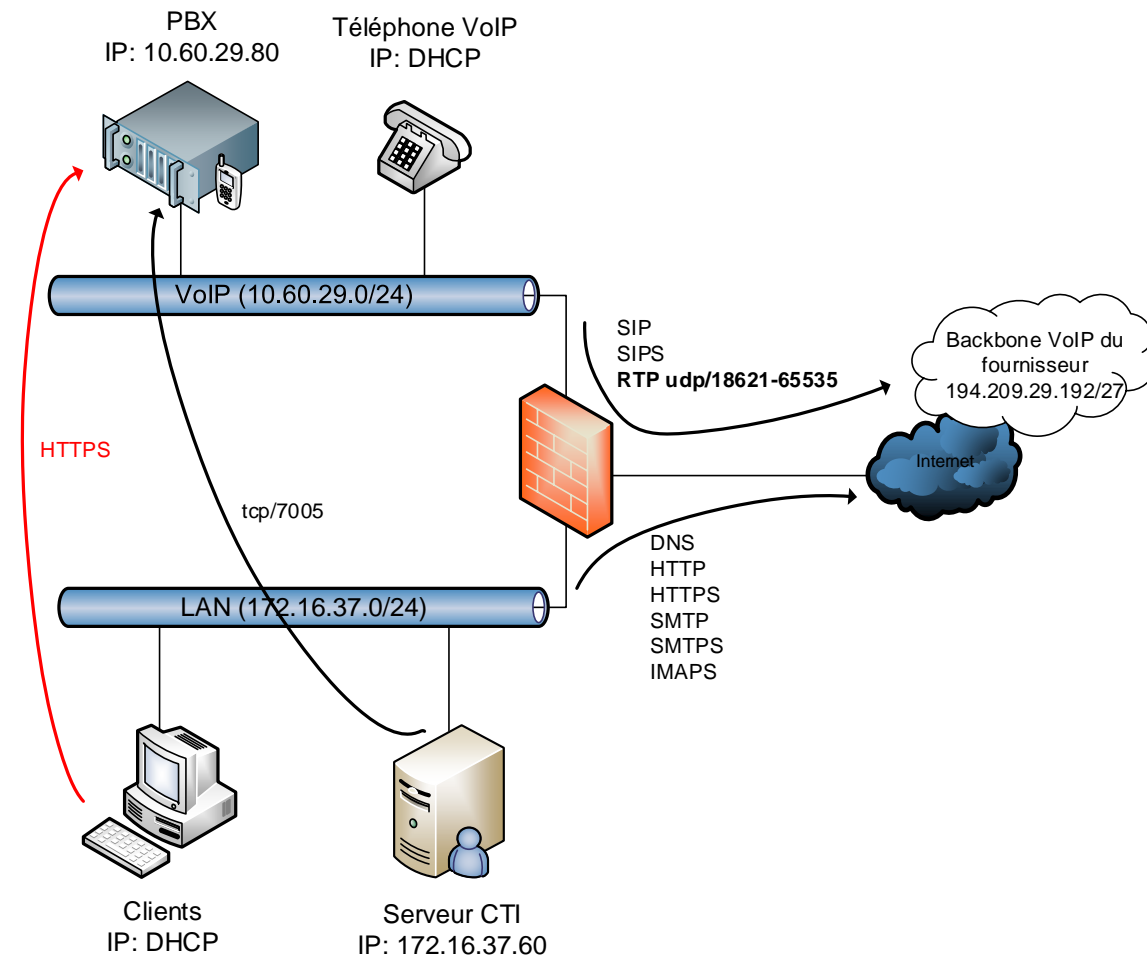 PBX
IP: 10.60.29.80
Téléphone VoIP
IP: DHCP
VoIP (10.60.29.0/24)
SIP
SIPS
RTP udp/18621-65535
Backbone VoIP du
fournisseur
194.209.29.192/27
Internet
HTTPS
tcp/7005
DNS
HTTP
HTTPS
SMTP
SMTPS
IMAPS
LAN (172.16.37.0/24)
Clients
IP: DHCP
Serveur CTI
IP: 172.16.37.60